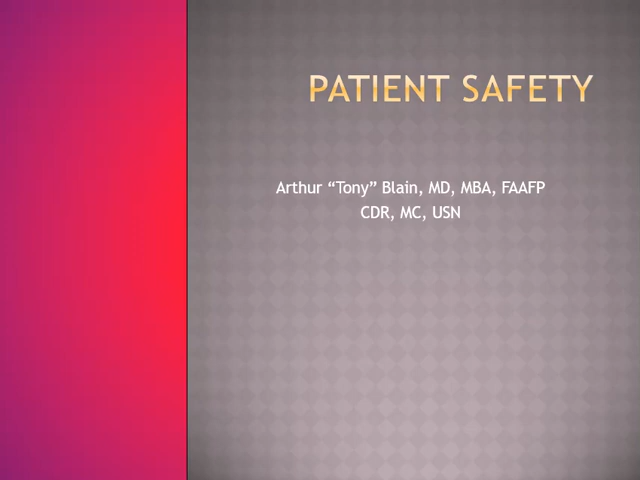 PATIENT SAFETY
Arthur “Tony” Blain, MD, MBA, FAAFP
CDR, MC, USN